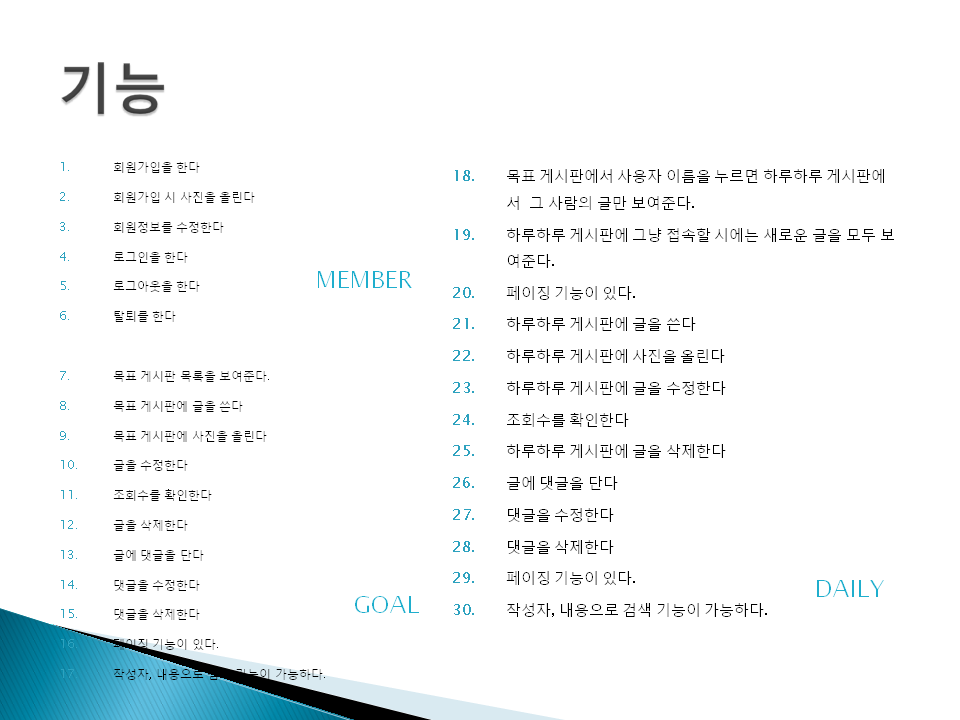 기능
1. 회원가입을 한다
2. 회원가입 시 사진을 올린다
3. 회원정보를 수정한다
4. 로그인을 한다
5. 로그아웃을 한다
6. 탈퇴를 한다
MEMBER
7. 목표 게시판 목록을 보여준다.
8. 목표 게시판에 글을 쓴다
9. 목표 게시판에 사진을 올린다
10. 글을 수정한다
11. 조회수를 확인한다
12. 글을 삭제한다
13. 글에 댓글을 단다
14. 댓글을 수정한다
15. 댓글을 삭제한다
16. 페이징 기능이 있다.
17. 작성자, 내용으로 검색 기능이 가능하다.
GOAL
18. 목표 게시판에서 사용자 이름을 누르면 하루하루 게시판에
서 그 사람의 글만 보여준다.
19. 하루하루 게시판에 그냥 접속할 시에는 새로운 글을 모두 보
여준다.
20. 페이징 기능이 있다.
21. 하루하루 게시판에 글을 쓴다
22. 하루하루 게시판에 사진을 올린다
23. 하루하루 게시판에 글을 수정한다
24. 조회수를 확인한다
25. 하루하루 게시판에 글을 삭제한다
26. 글에 댓글을 단다
27. 댓글을 수정한다
28. 댓글을 삭제한다
29. 페이징 기능이 있다.
30. 작성자, 내용으로 검색 기능이 가능하다.
DAILY